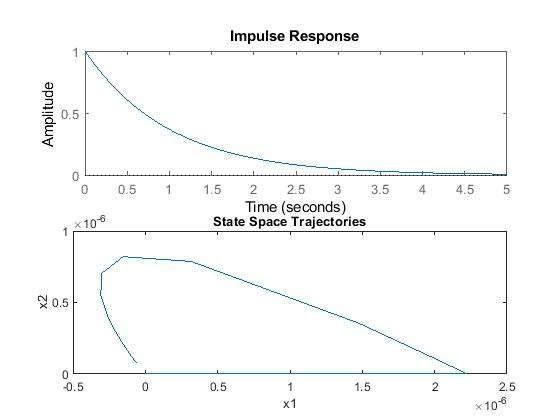 Impulse Response
1
0.5
0
Amplitude
0 0.5 1 1.5 2 2.5 3 3.5 4 4.5 5
Time (seconds)
State Space Trajectories
×10⁻⁶
1
0.5
0
x2
-0.5 0 0.5 1 1.5 2 2.5
x1
×10⁻⁶